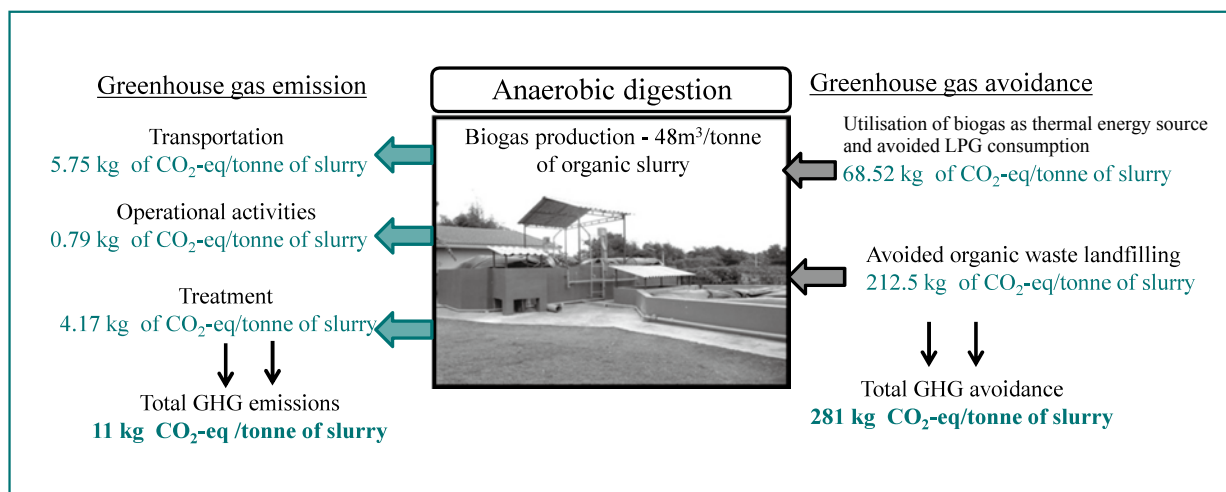 Greenhouse gas emission
Transportation
5.75 kg of CO₂-eq/tonne of slurry
Operational activities
0.79 kg of CO₂-eq/tonne of slurry
Treatment
4.17 kg of CO₂-eq/tonne of slurry
Total GHG emissions
11 kg CO₂-eq /tonne of slurry
Anaerobic digestion
Biogas production - 48m³/tonne
of organic slurry
Greenhouse gas avoidance
Utilisation of biogas as thermal energy source
and avoided LPG consumption
68.52 kg of CO₂-eq/tonne of slurry
Avoided organic waste landfilling
212.5 kg of CO₂-eq/tonne of slurry
Total GHG avoidance
281 kg CO₂-eq/tonne of slurry